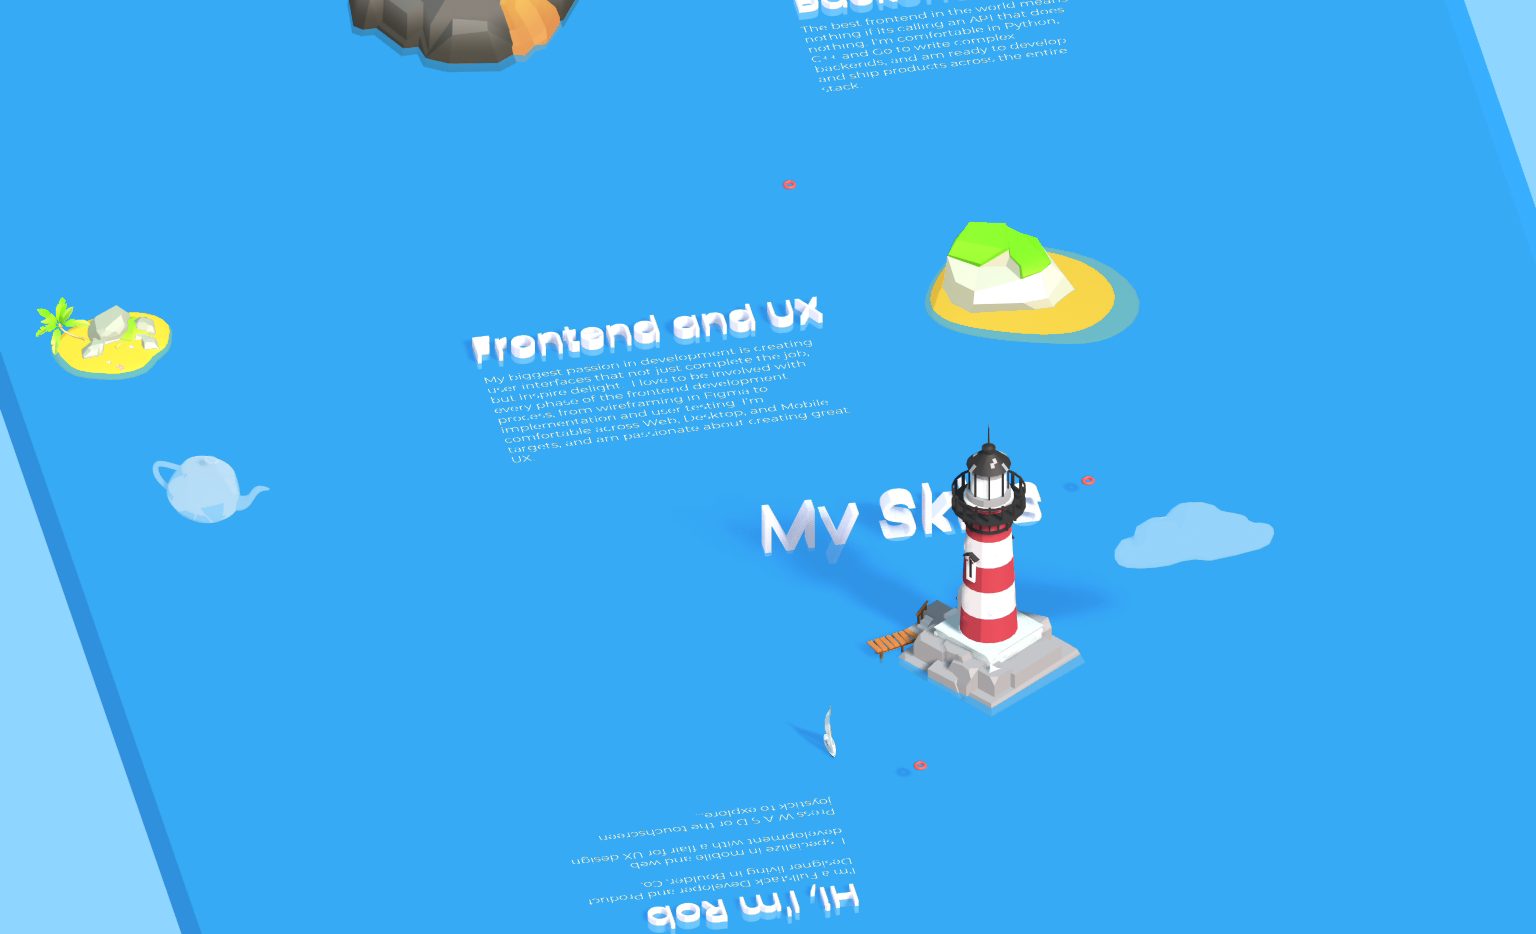 The best frontend in the world means
nothing if its calling an API that does
nothing. I'm comfortable in Python,
C++ and Go to write complex
backends, and am ready to develop
and ship products across the entire
stack
Frontend and UX
My biggest passion in development is creating
user interfaces that not just complete the job,
but inspire delight. I love to be involved with
every phase of the frontend development
process, from wireframing in Figma to
implementation and user testing. I'm
comfortable across Web, Desktop, and Mobile
targets, and am passionate about creating great
UX.
My
Hi, I'm Rob
I'm a Fullstack Developer and Product
Designer living in Boulder, Co.
I specialize in mobile and web
development with a flair for UX design
Press W A S D or the touchscreen
joystick to explore...